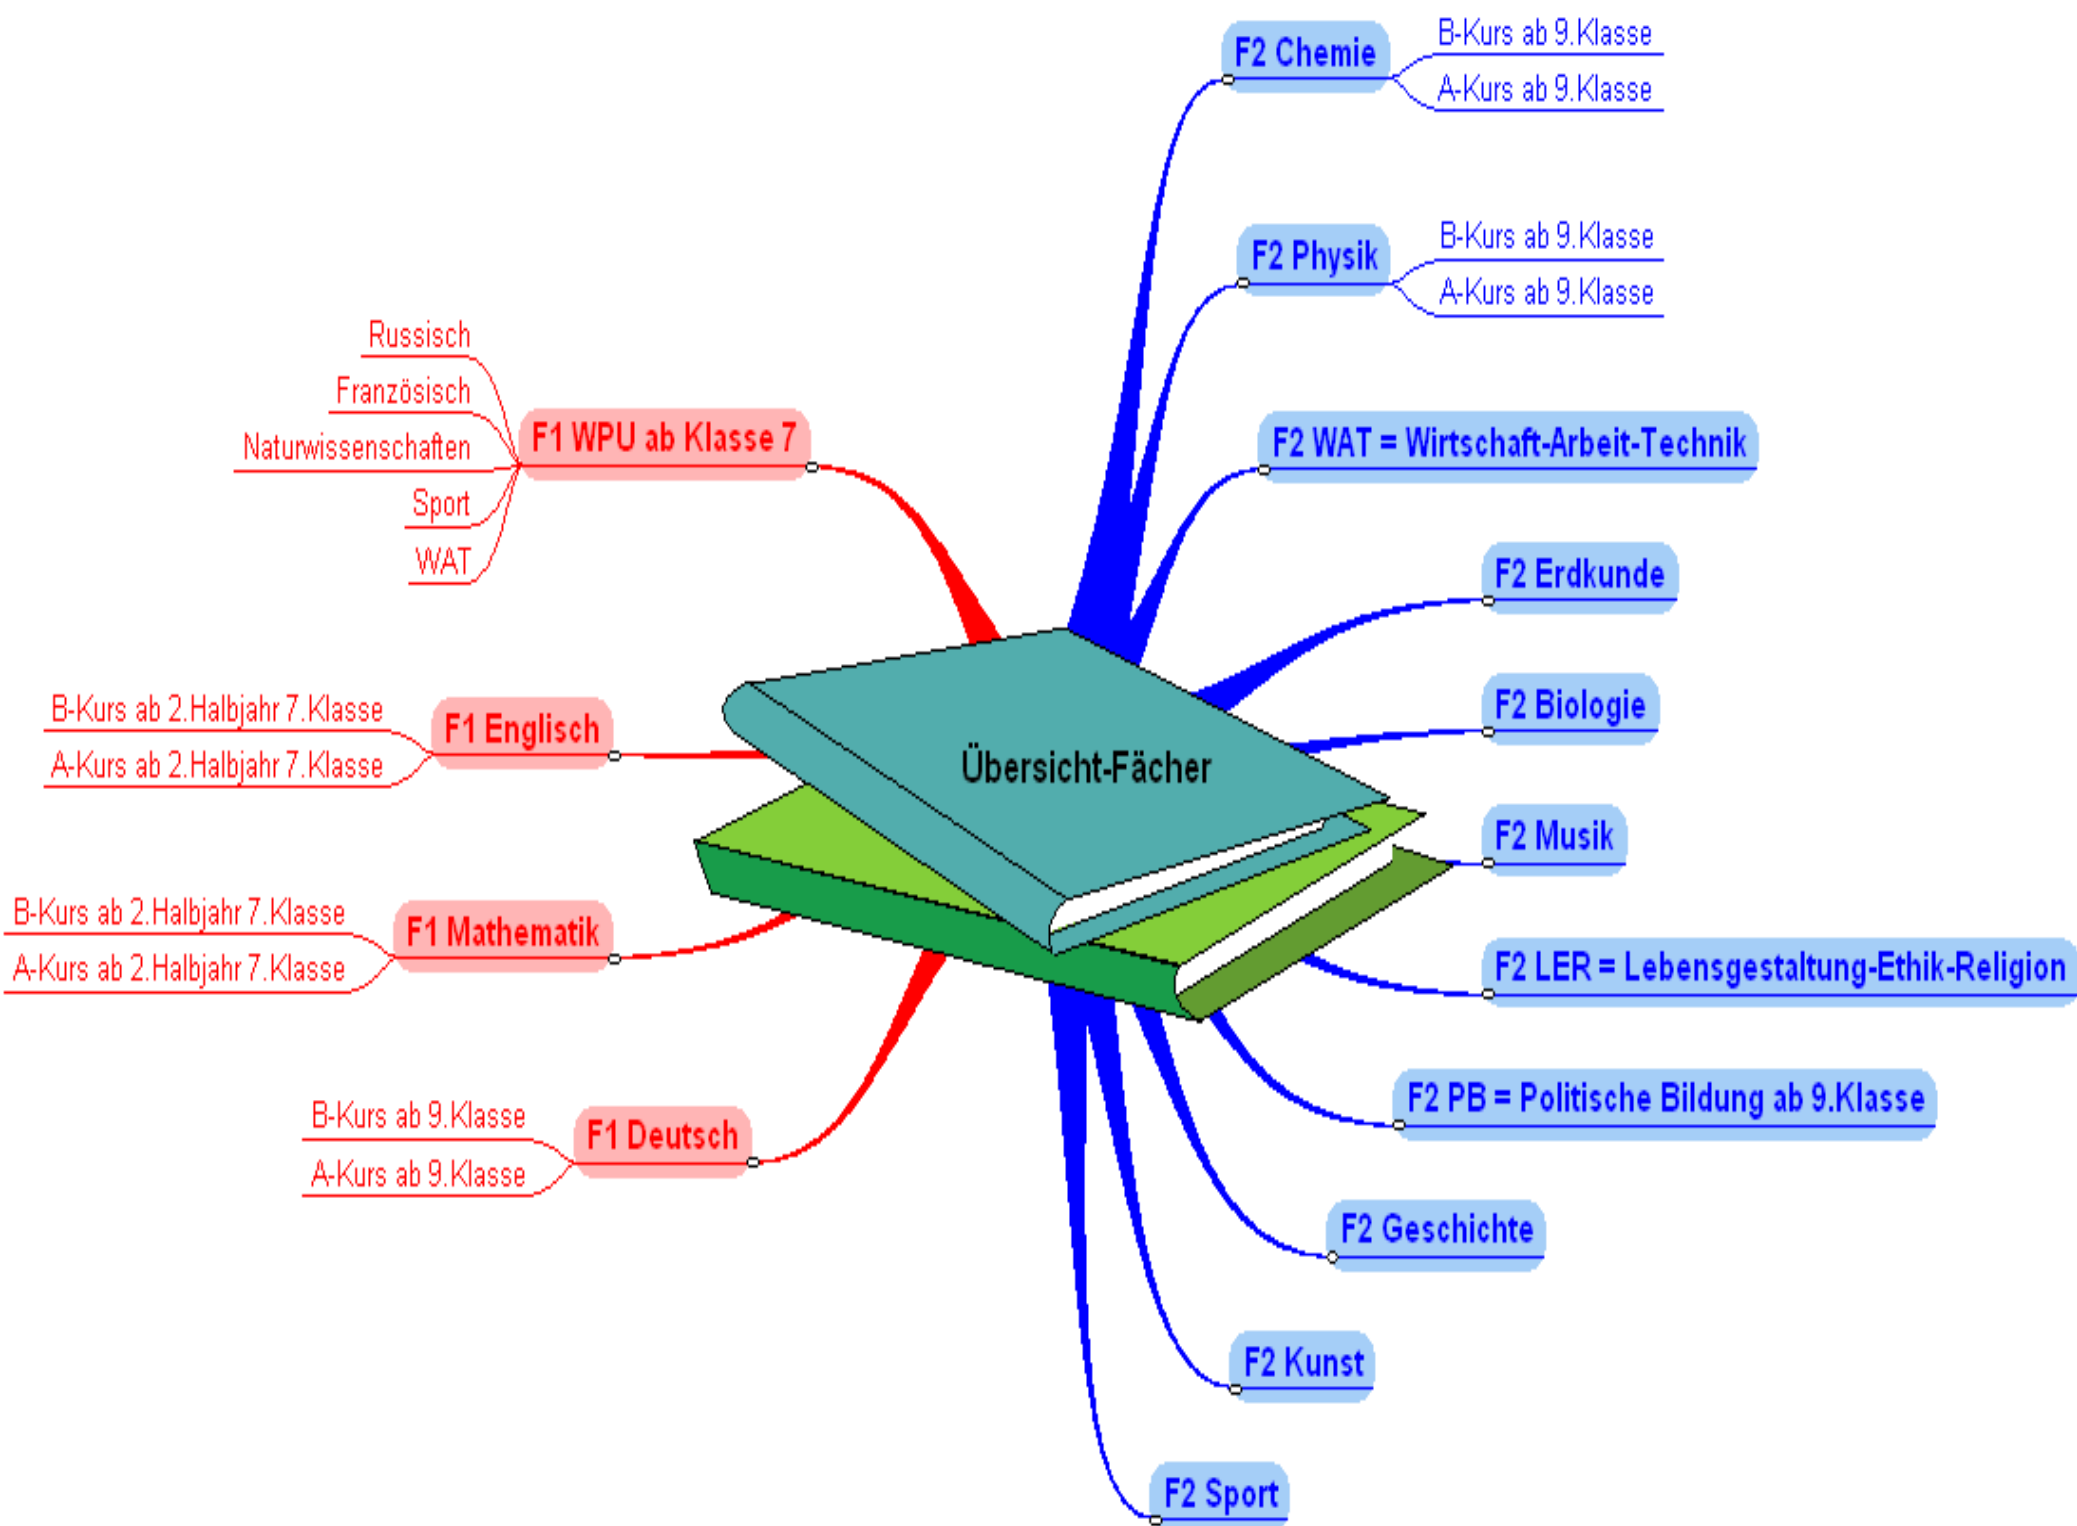 Übersicht-Fächer
F2 Chemie
B-Kurs ab 9.Klasse
A-Kurs ab 9.Klasse
F2 Physik
B-Kurs ab 9.Klasse
A-Kurs ab 9.Klasse
F2 WAT = Wirtschaft-Arbeit-Technik
F2 Erdkunde
F2 Biologie
F2 Musik
F2 LER = Lebensgestaltung-Ethik-Religion
F2 PB = Politische Bildung ab 9.Klasse
F2 Geschichte
F2 Kunst
F2 Sport
F1 WPU ab Klasse 7
Russisch
Französisch
Naturwissenschaften
Sport
WAT
F1 Englisch
B-Kurs ab 2.Halbjahr 7.Klasse
A-Kurs ab 2.Halbjahr 7.Klasse
F1 Mathematik
B-Kurs ab 2.Halbjahr 7.Klasse
A-Kurs ab 2.Halbjahr 7.Klasse
F1 Deutsch
B-Kurs ab 9.Klasse
A-Kurs ab 9.Klasse